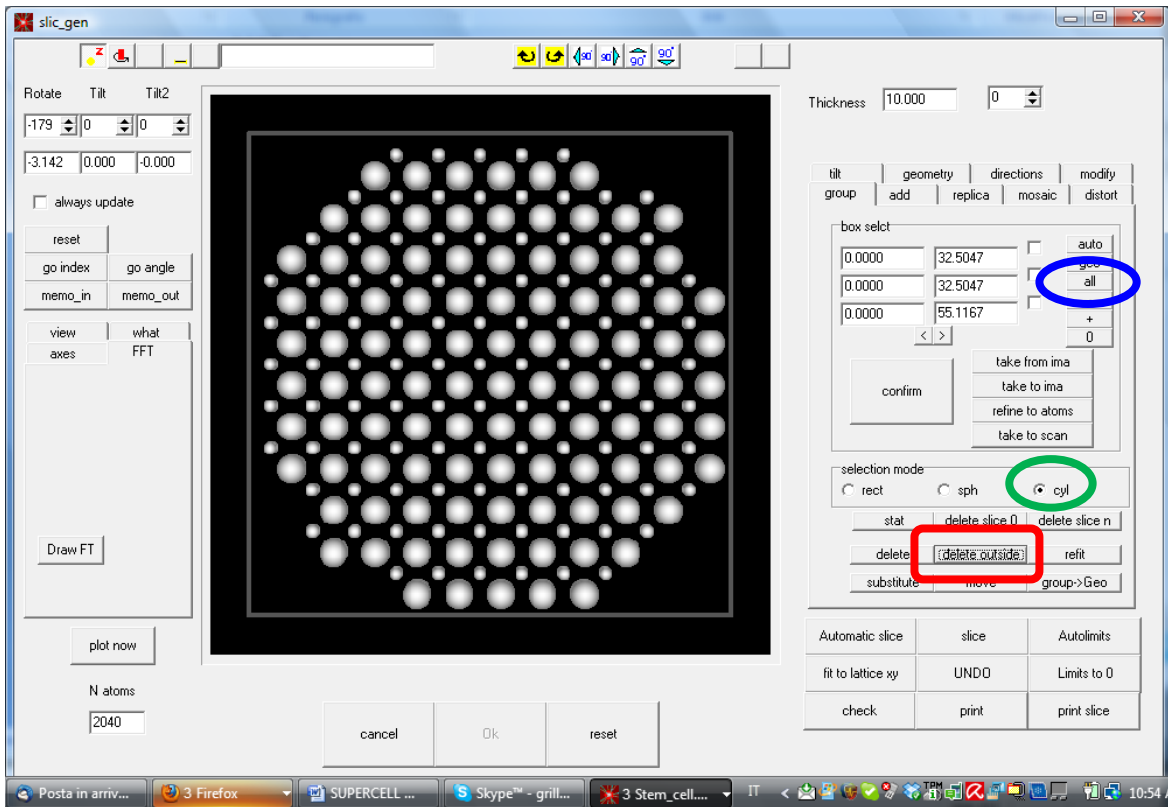 slic_gen
Rotate Tilt Tilt2
-179 0 0
-3.142 0.000 -0.000
always update
reset
go index go angle
memo_in memo_out
view what
axes FFT
Draw FT
plot now
N atoms
2040
z
90° 90° 90° 90°
cancel Ok reset
Thickness 10.000 0
tilt geometry directions modify
group add replica mosaic distort
box selct
0.0000 32.5047 auto
geo
0.0000 32.5047 all
0.0000 55.1167 +
< > 0
take from ima
confirm take to ima
refine to atoms
take to scan
selection mode
rect sph cyl
stat delete slice 0 delete slice n
delete delete outside refit
substitute move group->Geo
Automatic slice slice Autolimits
fit to lattice xy UNDO Limits to 0
check print print slice
Posta in arriv... 3 Firefox SUPERCELL ... Skype™ - grill... 3 Stem_cell.... IT < 10:54